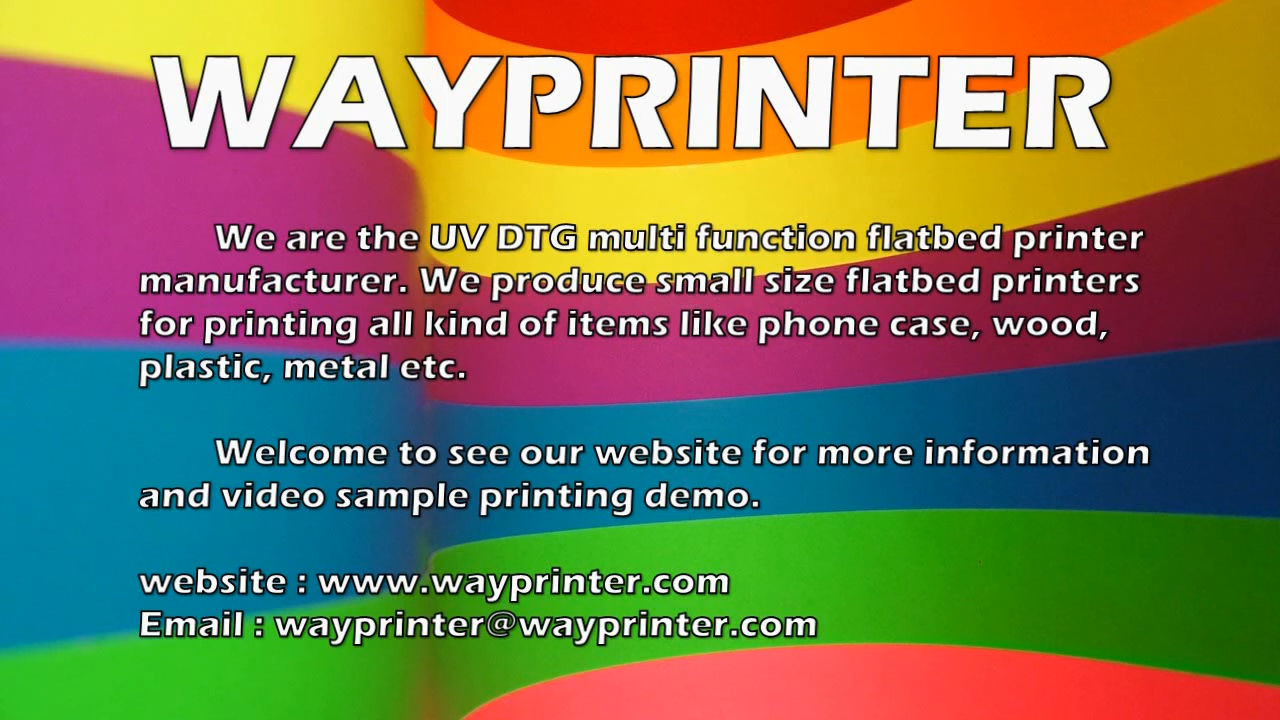 WAYPRINTER
We are the UV DTG multi function flatbed printer
manufacturer. We produce small size flatbed printers
for printing all kind of items like phone case, wood,
plastic, metal etc.
Welcome to see our website for more information
and video sample printing demo.
website : www.wayprinter.com
Email : wayprinter@wayprinter.com